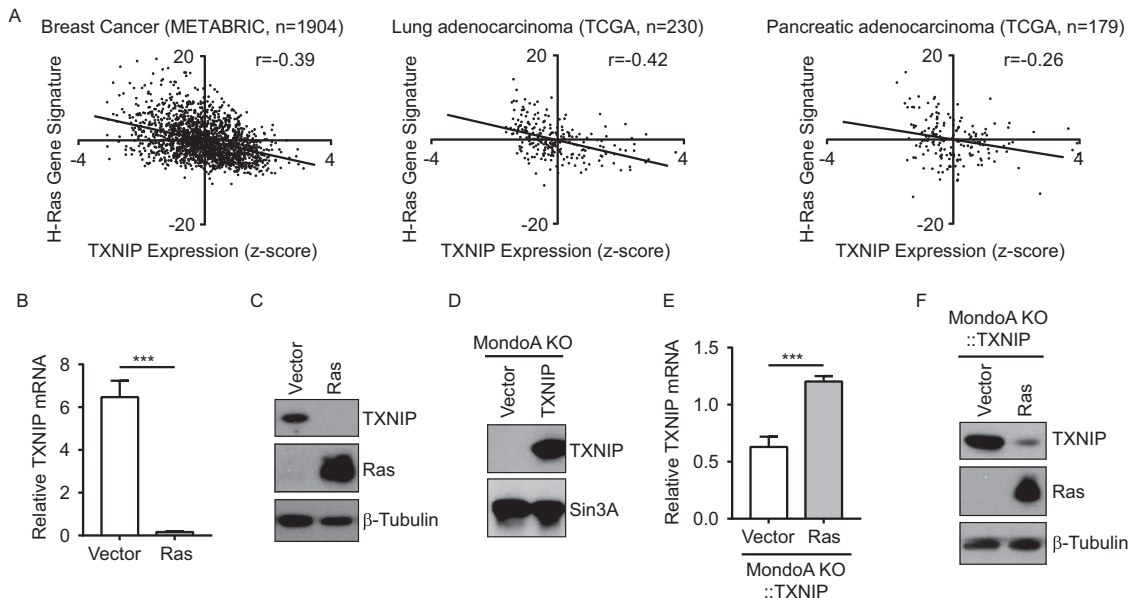 A
Breast Cancer (METABRIC, n=1904)
20
r=-0.39
H-Ras Gene Signature
-4
4
-20
TXNIP Expression (z-score)
Lung adenocarcinoma (TCGA, n=230)
20
r=-0.42
H-Ras Gene Signature
-4
4
-20
TXNIP Expression (z-score)
Pancreatic adenocarcinoma (TCGA, n=179)
20
r=-0.26
H-Ras Gene Signature
-4
4
-20
TXNIP Expression (z-score)
B
Relative TXNIP mRNA
8
6
4
2
0
***
Vector
Ras
C
Vector
Ras
TXNIP
Ras
β-Tubulin
D
MondoA KO
Vector
TXNIP
TXNIP
Sin3A
E
Relative TXNIP mRNA
1.5
1.0
0.5
0.0
***
Vector
Ras
MondoA KO
::TXNIP
F
MondoA KO
::TXNIP
Vector
Ras
TXNIP
Ras
β-Tubulin